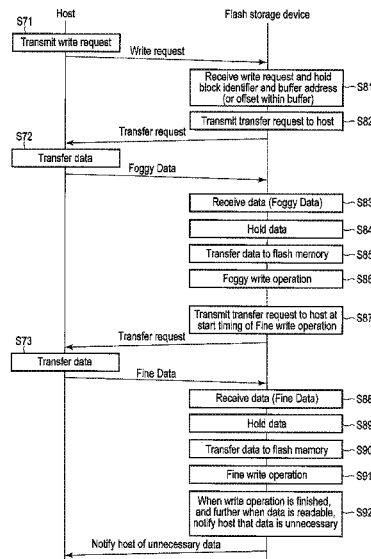 Host
Flash storage device
S71
Transmit write request
Write request
Receive write request and hold
block identifier and buffer address
(or offset within buffer)
S81
Transmit transfer request to host
S82
Transfer request
S72
Transfer data
Foggy Data
Receive data (Foggy Data)
S83
Hold data
S84
Transfer data to flash memory
S85
Foggy write operation
S86
Transmit transfer request to host at
start timing of Fine write operation
S87
Transfer request
S73
Transfer data
Fine Data
Receive data (Fine Data)
S88
Hold data
S89
Transfer data to flash memory
S90
Fine write operation
S91
When write operation is finished,
and further when data is readable,
notify host that data is unnecessary
S92
Notify host of unnecessary data